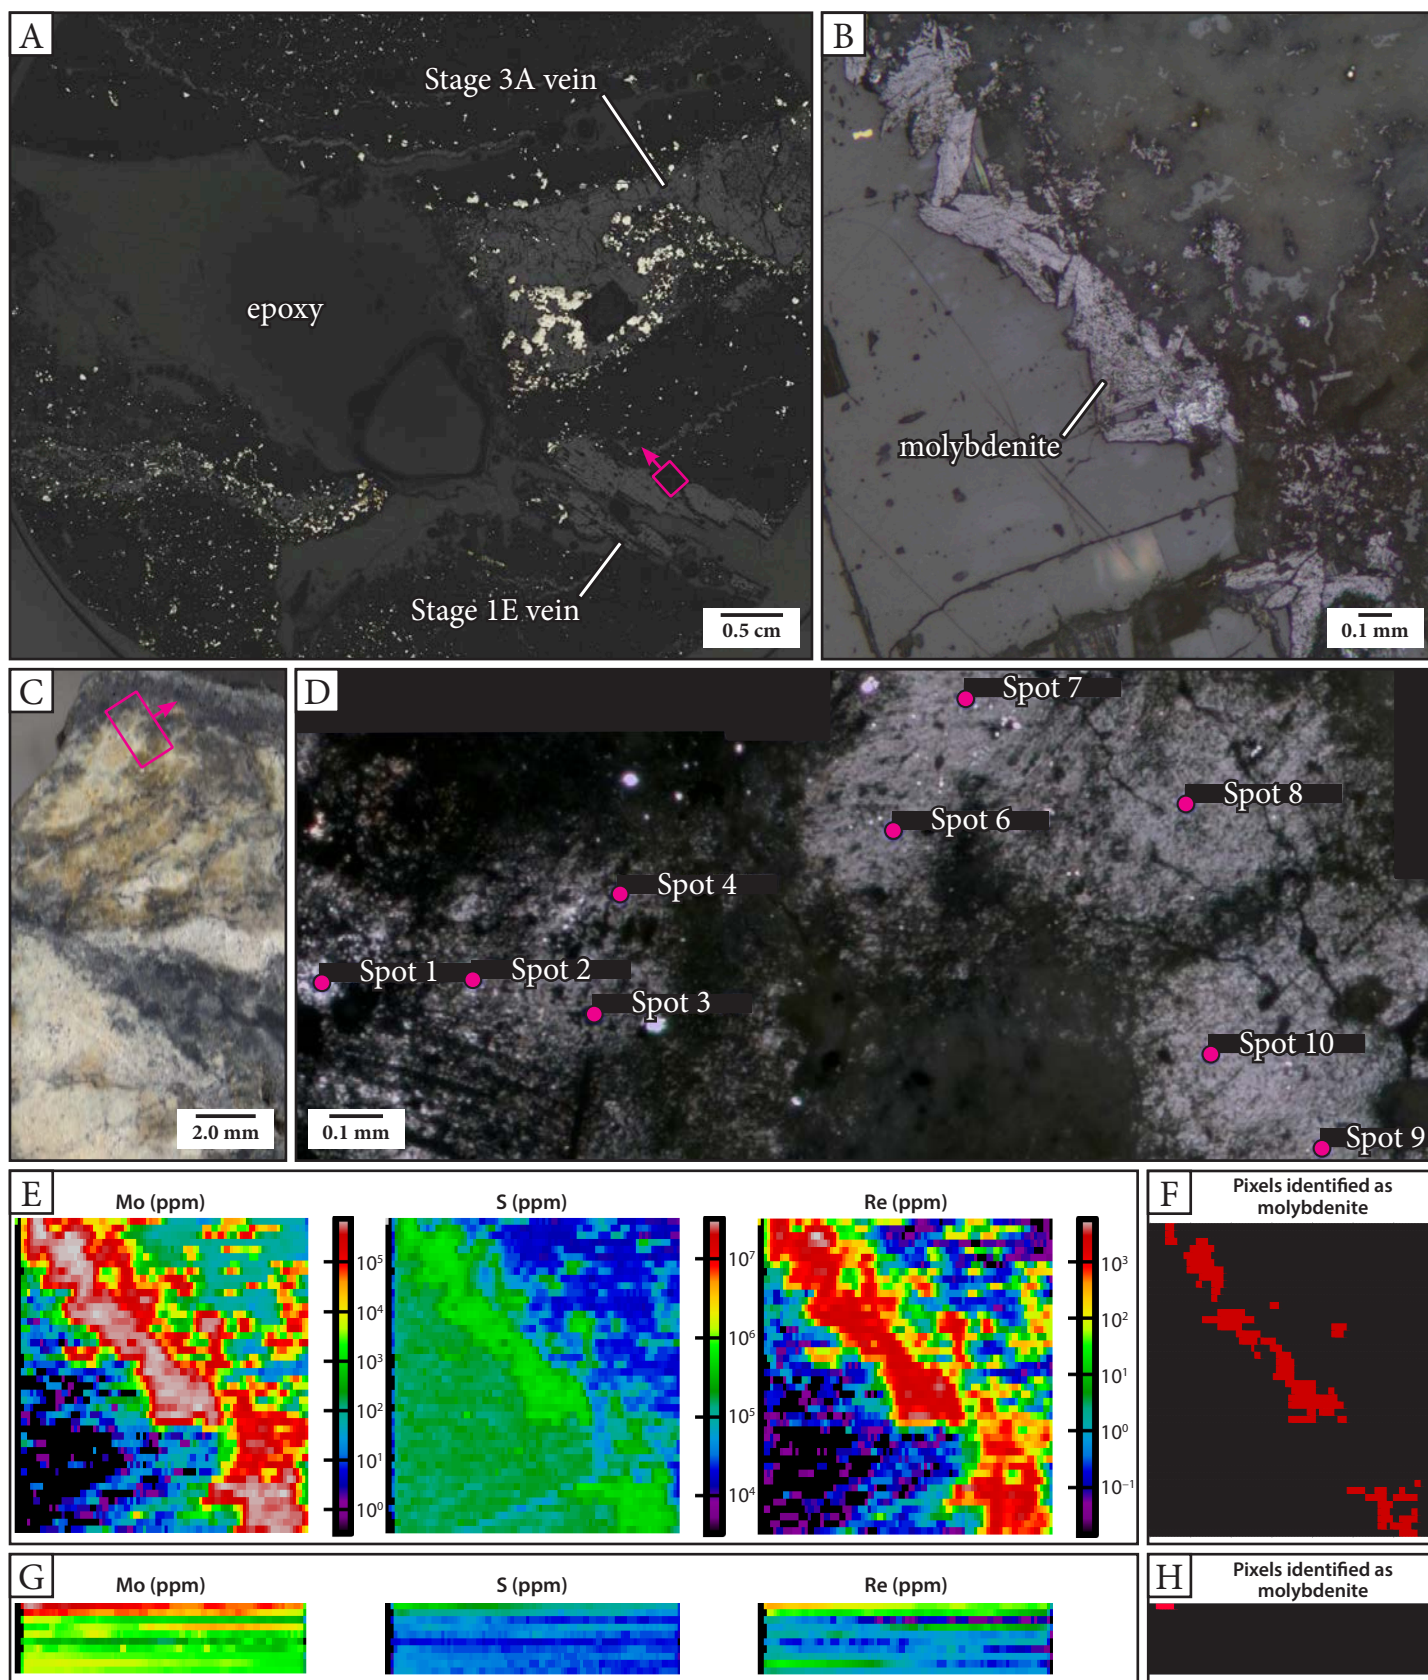 A
Stage 3A vein
epoxy
Stage 1E vein
0.5 cm
B
molybdenite
0.1 mm
C
2.0 mm
D
Spot 7
Spot 8
Spot 6
Spot 4
Spot 1
Spot 2
Spot 3
Spot 10
Spot 9
0.1 mm
E
Mo (ppm)
10⁵
10⁴
10³
10²
10¹
10⁰
S (ppm)
10⁷
10⁶
10⁵
10⁴
Re (ppm)
10³
10²
10¹
10⁰
10⁻¹
F
Pixels identified as
molybdenite
G
Mo (ppm)
S (ppm)
Re (ppm)
H
Pixels identified as
molybdenite